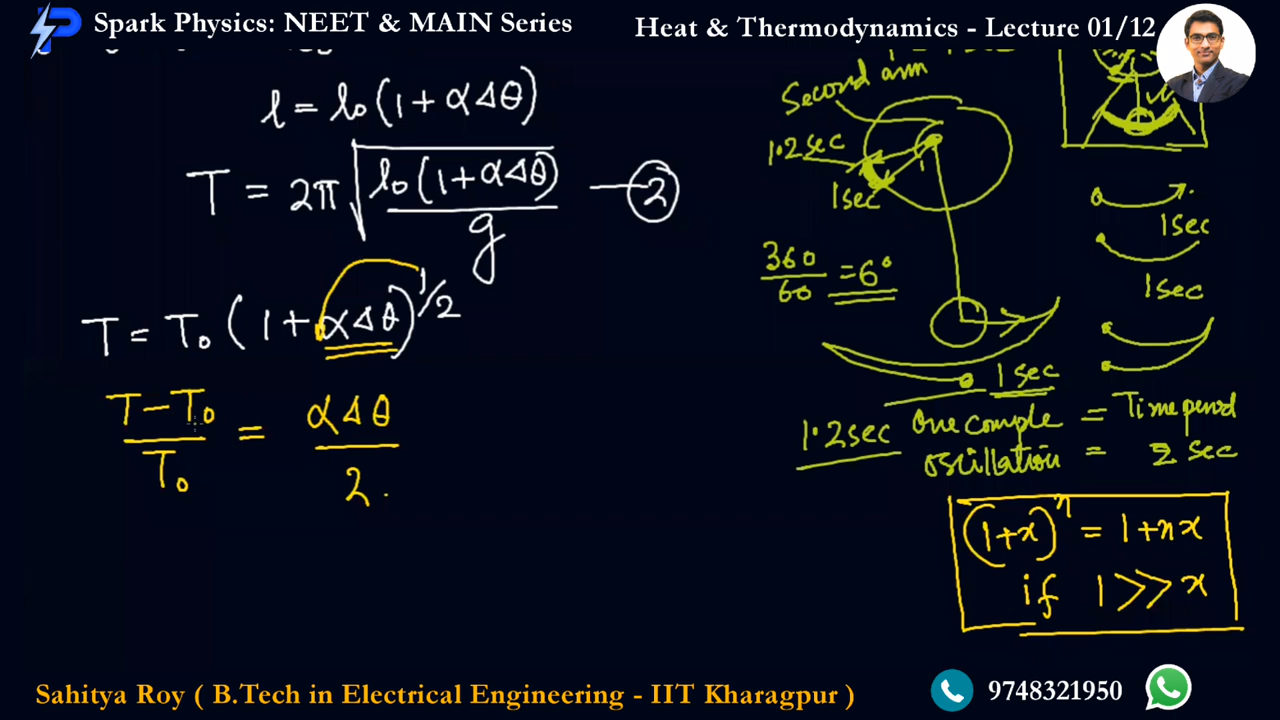 Spark Physics: NEET & MAIN Series
Heat & Thermodynamics - Lecture 01/12
l = l₀(1+αΔθ)
T = 2π√(l₀(1+αΔθ)/g) — ②
T = T₀(1+αΔθ)^1/2
(T-T₀)/T₀ = αΔθ/2.
Second arm
1.2sec
1sec
360/60 = 6°
1sec
1sec
1 sec
1.2sec
One comple = Time period
oscillation = 2 sec
(1+x)ⁿ = 1+nx
if 1>>x
Sahitya Roy ( B.Tech in Electrical Engineering - IIT Kharagpur )
9748321950